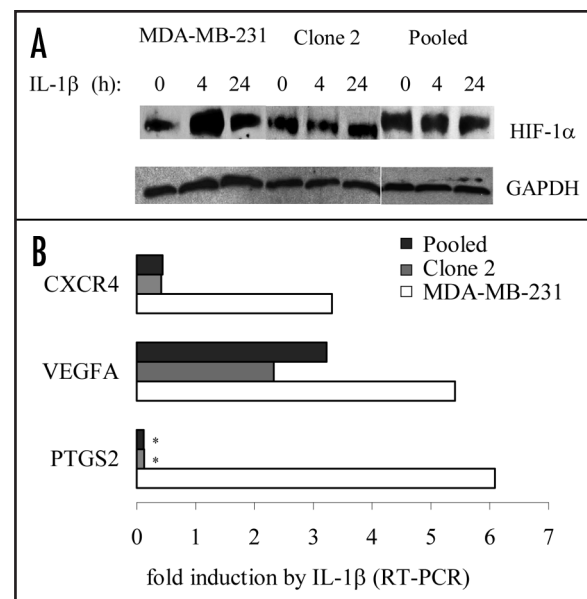 A
MDA-MB-231 Clone 2 Pooled
IL-1β (h): 0 4 24 0 4 24 0 4 24
HIF-1α
GAPDH
B
Pooled
Clone 2
MDA-MB-231
CXCR4
VEGFA
PTGS2
*
*
0 1 2 3 4 5 6 7
fold induction by IL-1β (RT-PCR)